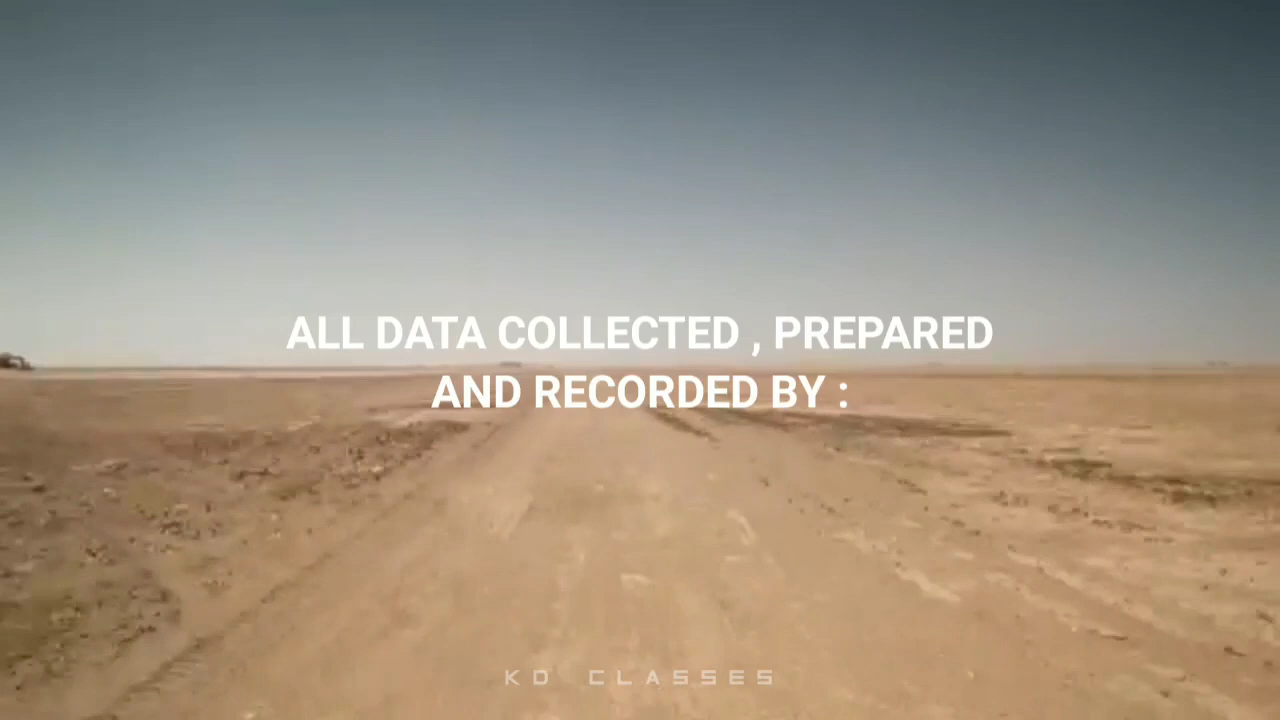 ALL DATA COLLECTED , PREPARED
AND RECORDED BY :
KD CLASSES